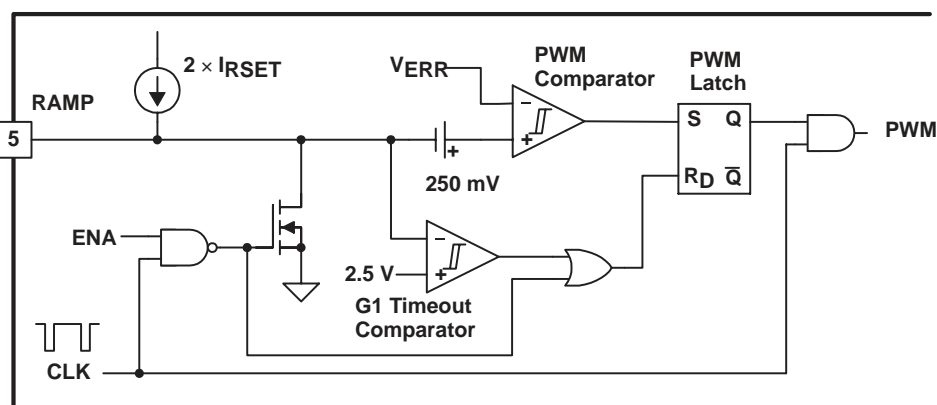 2 × IRSET
RAMP
5
VERR
PWM
Comparator
PWM
Latch
−
+
S Q
RD Q̅
PWM
+
250 mV
ENA
−
2.5 V
+
G1 Timeout
Comparator
CLK